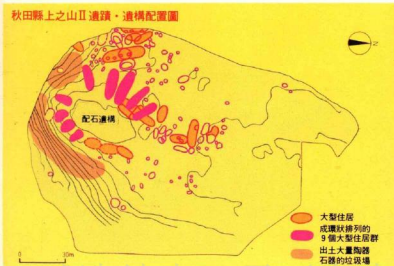 秋田縣上之山II遺蹟・遺構配置圖
N
配石遺構
大型住居
成環狀排列的
9個大型住居群
出土大量陶器
石器的垃圾場
0 30m